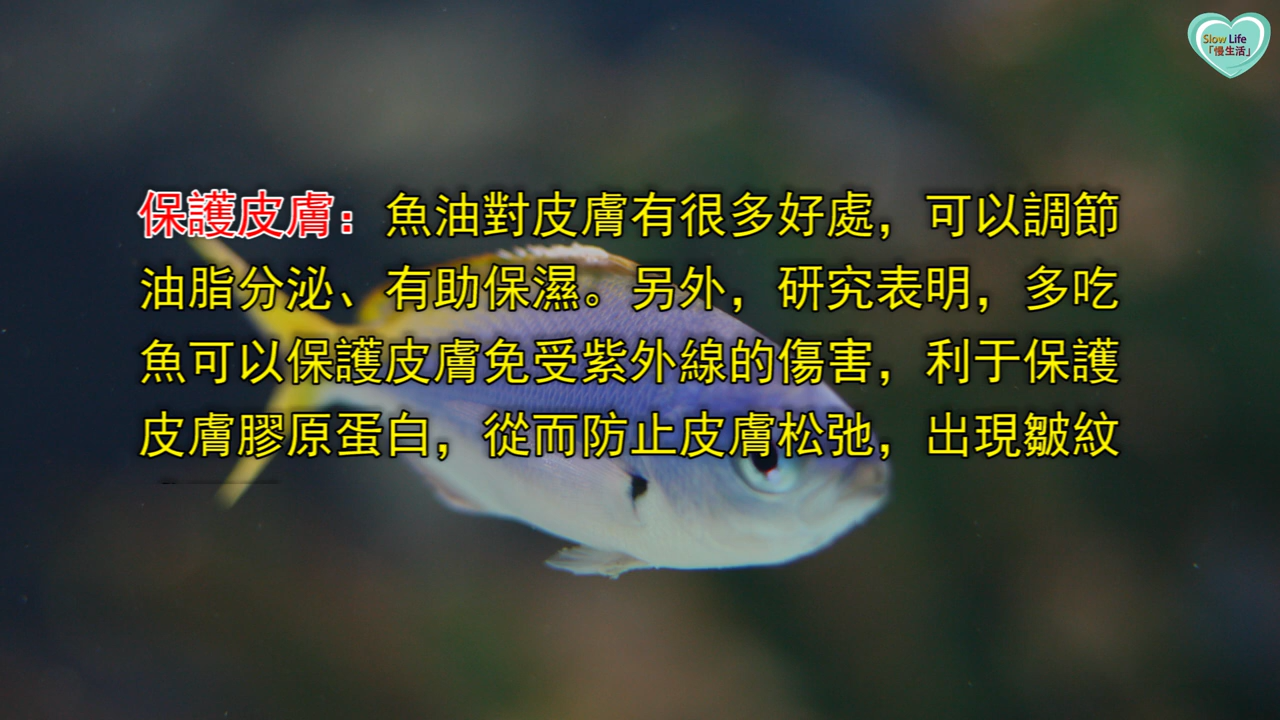 Slow Life
「慢生活」
保護皮膚：魚油對皮膚有很多好處，可以調節
油脂分泌、有助保濕。另外，研究表明，多吃
魚可以保護皮膚免受紫外線的傷害，利于保護
皮膚膠原蛋白，從而防止皮膚松弛，出現皺紋